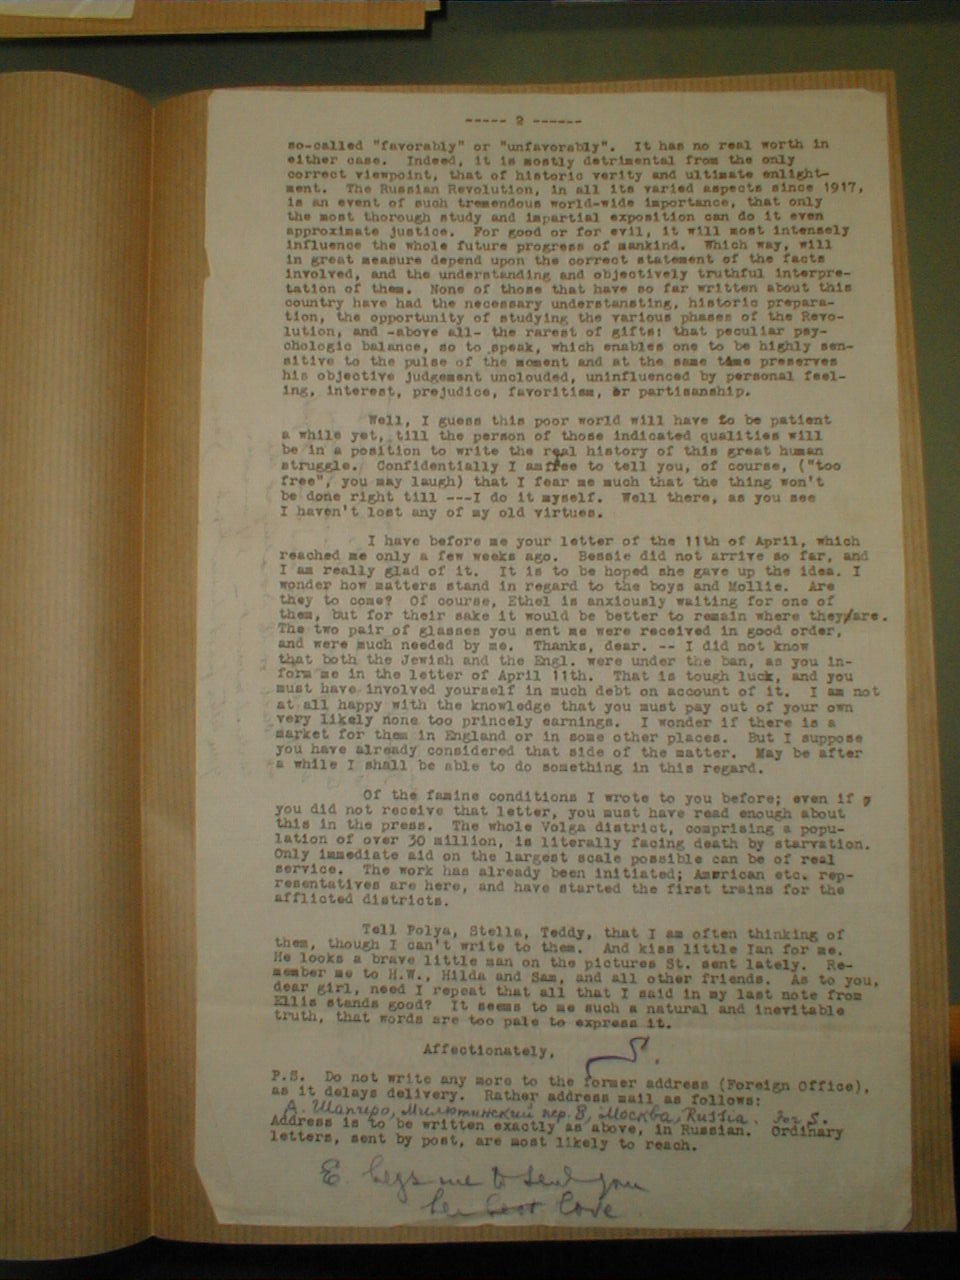 ----- 2 ------
so-called "favorably" or "unfavorably".  It has no real worth in
either case.  Indeed, it is mostly detrimental from the only
correct viewpoint, that of historic verity and ultimate enlight-
ment.  The Russian Revolution, in all its varied aspects since 1917,
is an event of such tremendous world-wide importance, that only
the most thorough study and impartial exposition can do it even
approximate justice.  For good or for evil, it will most intensely
influence the whole future progress of mankind.  Which way, will
in great measure depend upon the correct statement of the facts
involved, and the understanding and objectively truthful interpre-
tation of them.  None of those that have so far written about this
country have had the necessary understansting, historic prepara-
tion, the opportunity of studying the various phases of the Revo-
lution, and -above all- the rarest of gifts: that peculiar psy-
chologic balance, so to speak, which enables one to be highly sen-
sitive to the pulse of the moment and at the same time preserves
his objective judgement unclouded, uninfluenced by personal feel-
ing, interest, prejudice, favoritism, or partisanship.
Well, I guess this poor world will have to be patient
a while yet, till the person of those indicated qualities will
be in a position to write the real history of this great human
struggle.  Confidentially I am free to tell you, of course, ("too
free", you may laugh) that I fear me much that the thing won't
be done right till ---I do it myself.  Well there, as you see
I haven't lost any of my old virtues.
I have before me your letter of the 11th of April, which
reached me only a few weeks ago.  Bessie did not arrive so far, and
I am really glad of it.  It is to be hoped she gave up the idea. I
wonder how matters stand in regard to the boys and Mollie.  Are
they to come?  Of course, Ethel is anxiously waiting for one of
them, but for their sake it would be better to remain where they/are.
The two pair of glasses you sent me were received in good order,
and were much needed by me.  Thanks, dear. -- I did not know
that both the Jewish and the Engl. were under the ban, as you in-
form me in the letter of April 11th.  That is tough luck, and you
must have involved yourself in much debt on account of it.  I am not
at all happy with the knowledge that you must pay out of your own
very likely none too princely earnings.  I wonder if there is a
market for them in England or in some other places.  But I suppose
you have already considered that side of the matter.  May be after
a while I shall be able to do something in this regard.
Of the famine conditions I wrote to you before; even if
you did not receive that letter, you must have read enough about
this in the press.  The whole Volga district, comprising a popu-
lation of over 30 million, is literally facing death by starvation.
Only immediate aid on the largest scale possible can be of real
service.  The work has already been initiated; American etc. rep-
resentatives are here, and have started the first trains for the
afflicted districts.
Tell Polya, Stella, Teddy, that I am often thinking of
them, though I can't write to them.  And kiss little Ian for me.
He looks a brave little man on the pictures St. sent lately.  Re-
member me to H.W., Hilda and Sam, and all other friends.  As to you,
dear girl, need I repeat that all that I said in my last note from
Ellis stands good?  It seems to me such a natural and inevitable
truth, that words are too pale to express it.
Affectionately,  S.
P.S.  Do not write any more to the former address (Foreign Office),
as it delays delivery.  Rather address mail as follows:
А. Шапиро, Милютинский пер. 8, Москва, Russia.  For S.
Address is to be written exactly as above, in Russian.  Ordinary
letters, sent by post, are most likely to reach.
E. begs me to send you
her best love